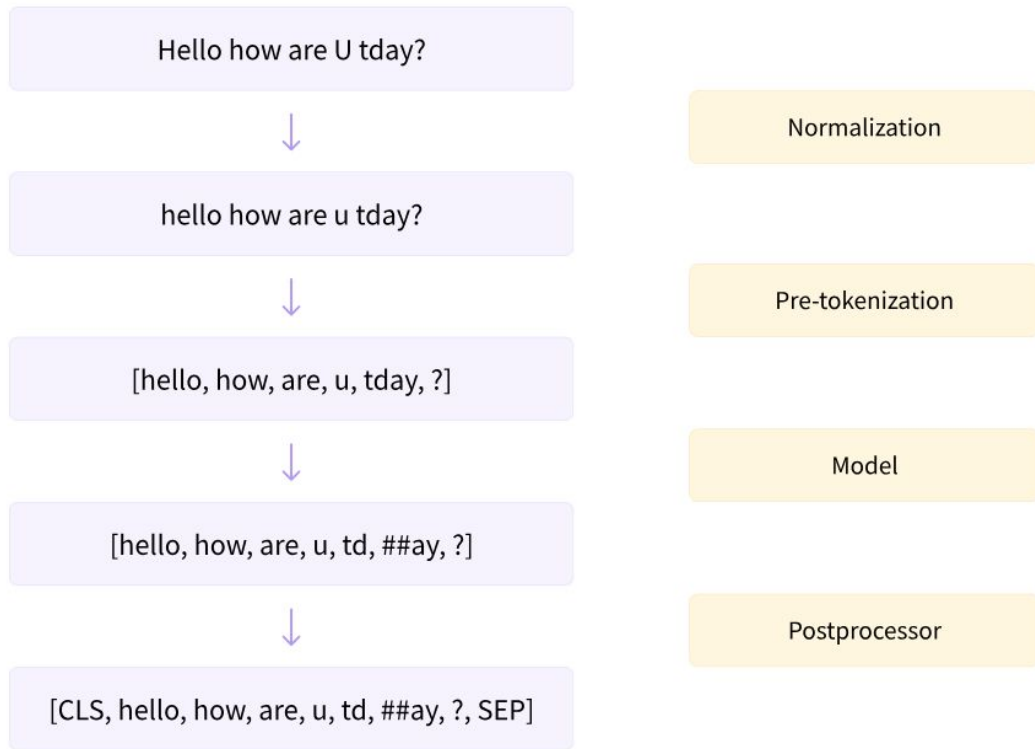 Hello how are U tday?
Normalization
hello how are u tday?
Pre-tokenization
[hello, how, are, u, tday, ?]
Model
[hello, how, are, u, td, ##ay, ?]
Postprocessor
[CLS, hello, how, are, u, td, ##ay, ?, SEP]